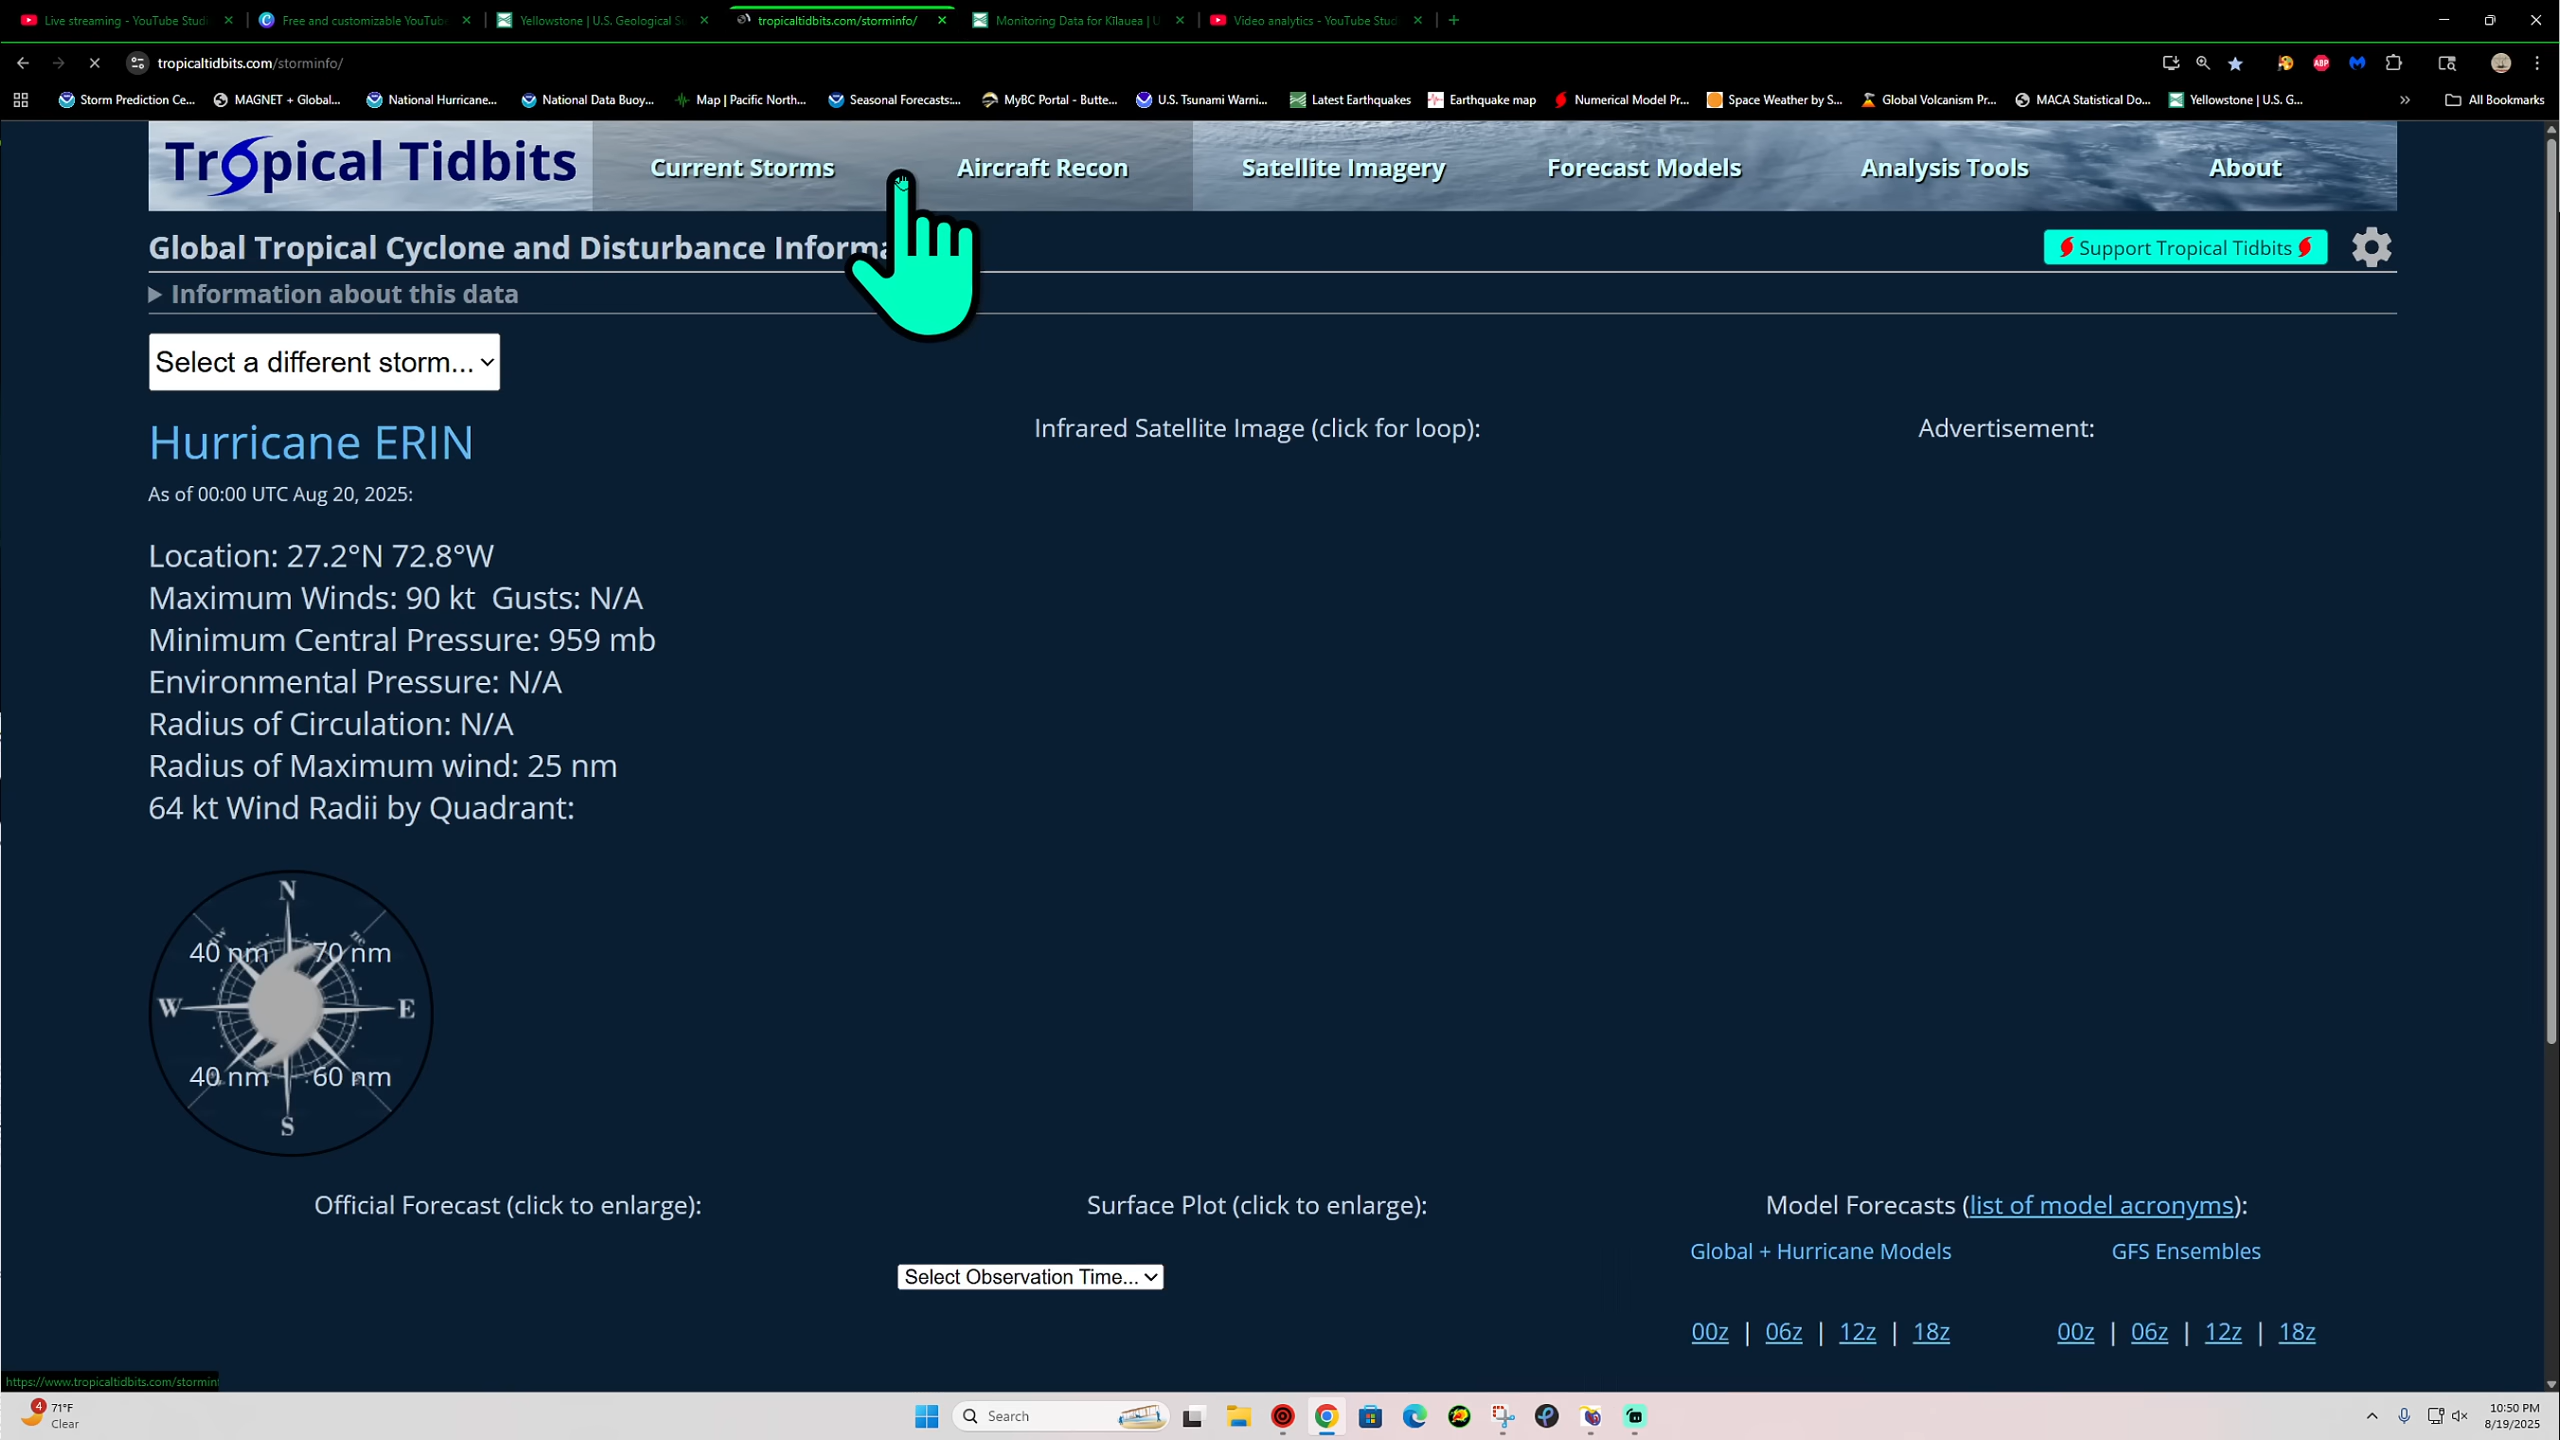 Live streaming - YouTube Studi
Free and customizable YouTube
Yellowstone | U.S. Geological Su
tropicaltidbits.com/storminfo/
Monitoring Data for Kīlauea | U
Video analytics - YouTube Studi
tropicaltidbits.com/storminfo/
Storm Prediction Ce...
MAGNET + Global...
National Hurricane...
National Data Buoy...
Map | Pacific North...
Seasonal Forecasts:...
MyBC Portal - Butte...
U.S. Tsunami Warni...
Latest Earthquakes
Earthquake map
Numerical Model Pr...
Space Weather by S...
Global Volcanism Pr...
MACA Statistical Do...
Yellowstone | U.S. G...
All Bookmarks
Tropical Tidbits
Current Storms
Aircraft Recon
Satellite Imagery
Forecast Models
Analysis Tools
About
Global Tropical Cyclone and Disturbance Informa
Support Tropical Tidbits
Information about this data
Select a different storm...
Hurricane ERIN
Infrared Satellite Image (click for loop):
Advertisement:
As of 00:00 UTC Aug 20, 2025:
Location: 27.2°N 72.8°W
Maximum Winds: 90 kt Gusts: N/A
Minimum Central Pressure: 959 mb
Environmental Pressure: N/A
Radius of Circulation: N/A
Radius of Maximum wind: 25 nm
64 kt Wind Radii by Quadrant:
N
40 nm 70 nm
W E
40 nm 60 nm
S
Official Forecast (click to enlarge):
Surface Plot (click to enlarge):
Model Forecasts (list of model acronyms):
Global + Hurricane Models
GFS Ensembles
Select Observation Time...
00z | 06z | 12z | 18z
00z | 06z | 12z | 18z
https://www.tropicaltidbits.com/stormin
4
71°F
Clear
Search
10:50 PM
8/19/2025